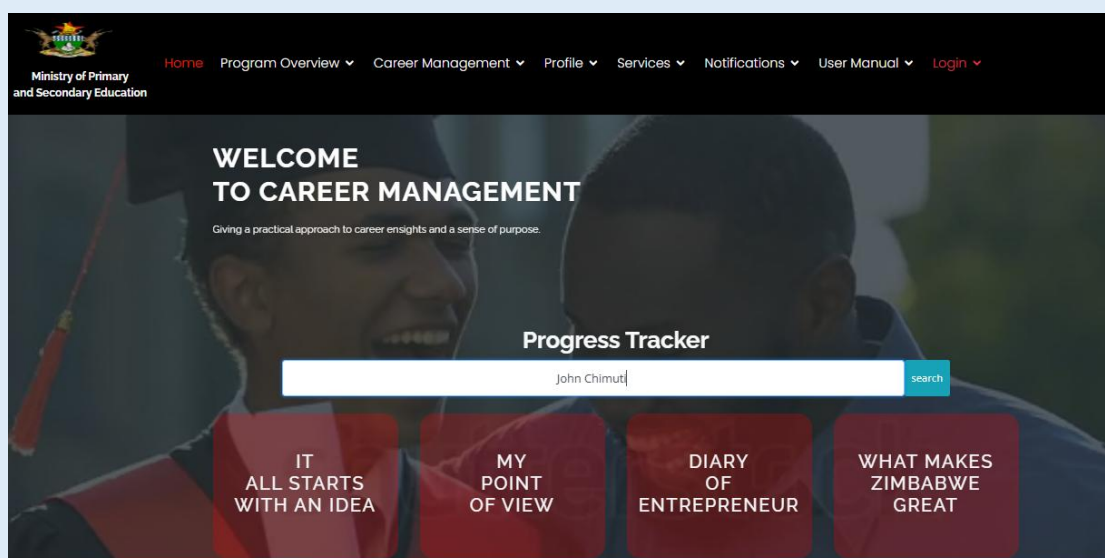 Ministry of Primary
and Secondary Education
Home Program Overview Career Management Profile Services Notifications User Manual Login
WELCOME
TO CAREER MANAGEMENT
Giving a practical approach to career ensights and a sense of purpose.
Progress Tracker
John Chimuti search
IT
ALL STARTS
WITH AN IDEA
MY
POINT
OF VIEW
DIARY
OF
ENTREPRENEUR
WHAT MAKES
ZIMBABWE
GREAT